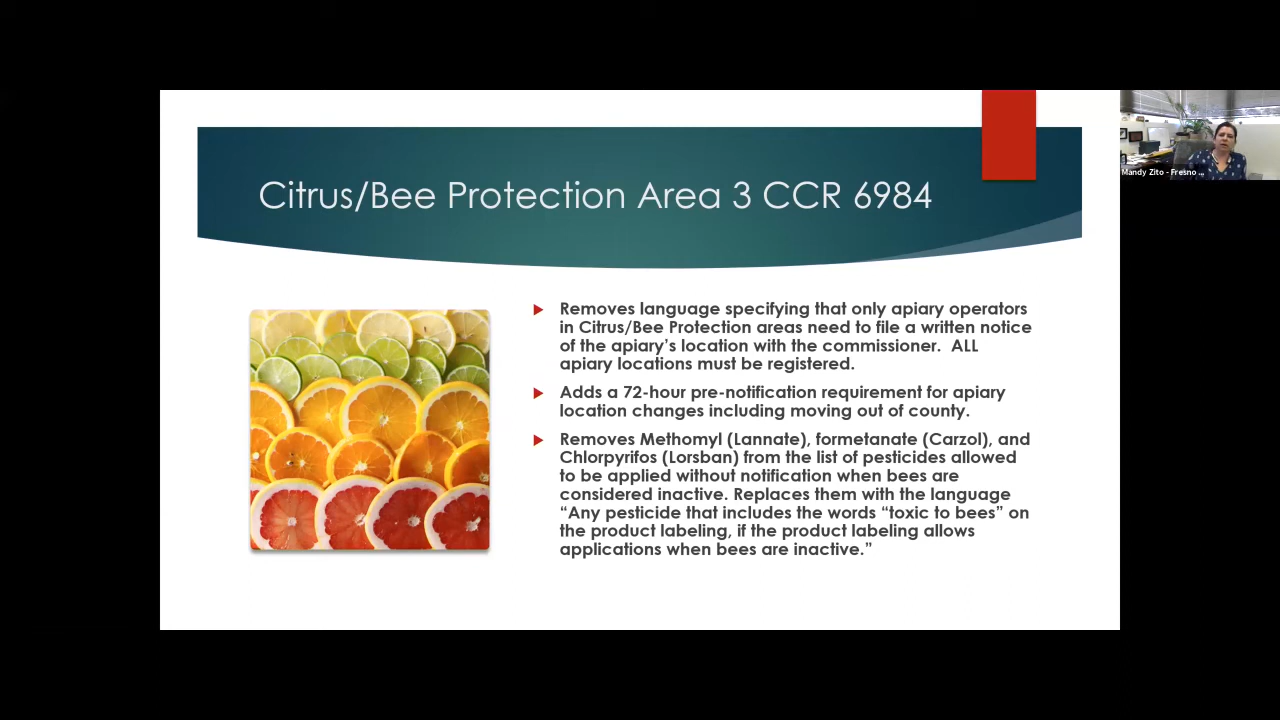 Citrus/Bee Protection Area 3 CCR 6984
Mandy Zito - Fresno ...
Removes language specifying that only apiary operators
in Citrus/Bee Protection areas need to file a written notice
of the apiary’s location with the commissioner.  ALL
apiary locations must be registered.
Adds a 72-hour pre-notification requirement for apiary
location changes including moving out of county.
Removes Methomyl (Lannate), formetanate (Carzol), and
Chlorpyrifos (Lorsban) from the list of pesticides allowed
to be applied without notification when bees are
considered inactive. Replaces them with the language
“Any pesticide that includes the words “toxic to bees” on
the product labeling, if the product labeling allows
applications when bees are inactive.”